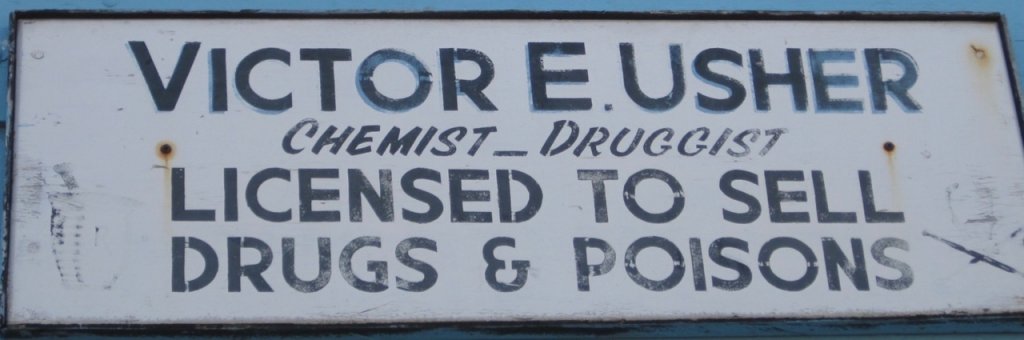 VICTOR E. USHER
CHEMIST_DRUGGIST
LICENSED TO SELL
DRUGS & POISONS